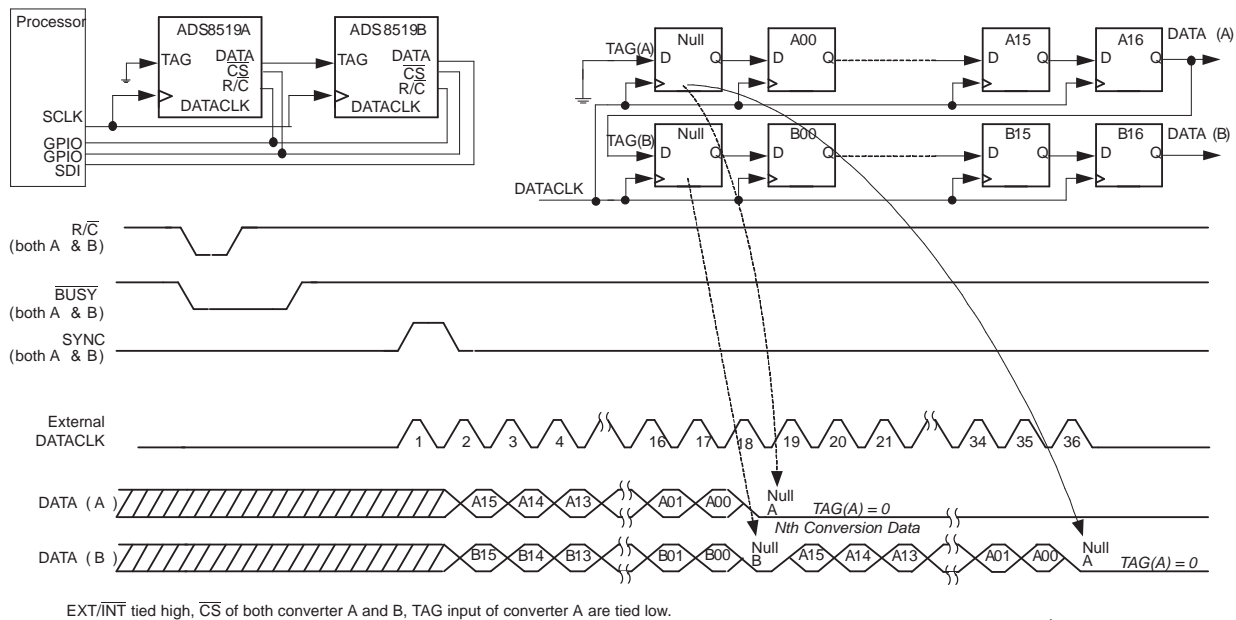 Processor
ADS8519A
TAG
DATA
CS
R/C
DATACLK
ADS8519B
TAG
DATA
CS
R/C
DATACLK
SCLK
GPIO
GPIO
SDI
TAG(A)
Null
D
Q
A00
D
Q
A15
D
Q
A16
D
Q
DATA (A)
TAG(B)
Null
D
Q
B00
D
Q
B15
D
Q
B16
D
Q
DATA (B)
DATACLK
R/C
(both A & B)
BUSY
(both A & B)
SYNC
(both A & B)
External
DATACLK
1 2 3 4 16 17 18 19 20 21 34 35 36
DATA ( A )
A15 A14 A13 A01 A00
Null
A
TAG(A) = 0
Nth Conversion Data
DATA ( B )
B15 B14 B13 B01 B00
Null
B
A15 A14 A13 A01 A00
Null
A
TAG(A) = 0
EXT/INT tied high, CS of both converter A and B, TAG input of converter A are tied low.